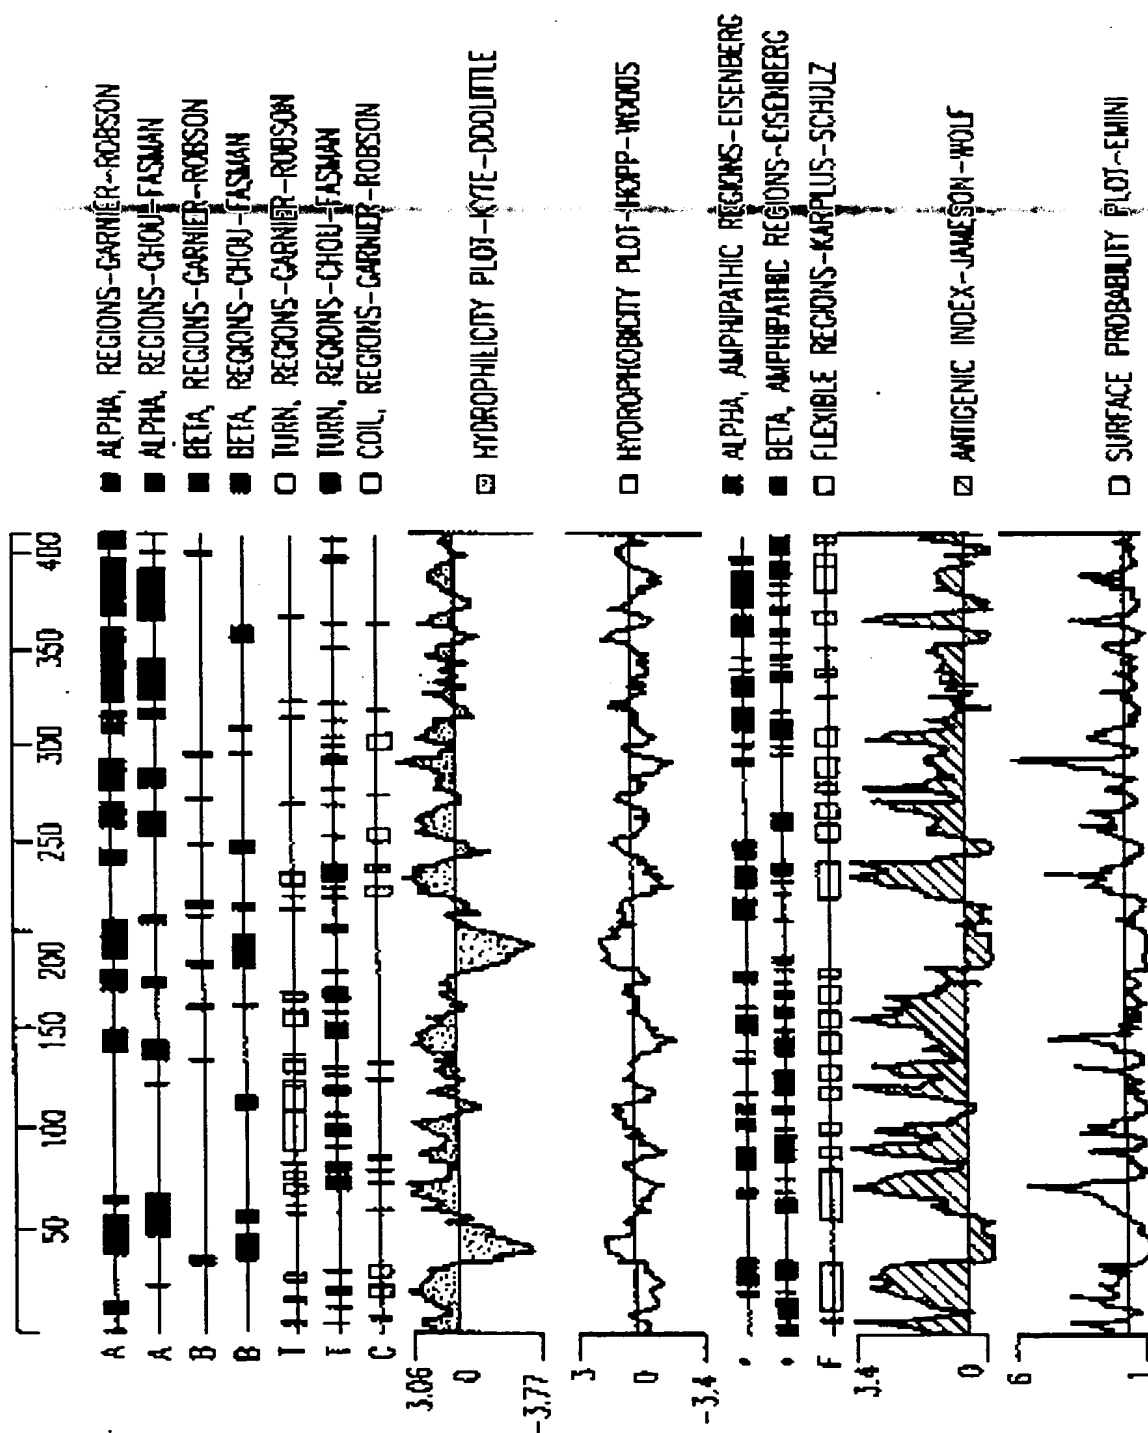 ALPHA, REGIONS-GARNIER-ROBSON
ALPHA, REGIONS-CHOU-FASMAN
BETA, REGIONS-GARNIER-ROBSON
BETA, REGIONS-CHOU-FASMAN
TURN, REGIONS-GARNIER-ROBSON
TURN, REGIONS-CHOU-FASMAN
COIL, REGIONS-GARNIER-ROBSON
HYDROPHILICITY PLOT-KYTE-DOOLITTLE
HYDROPHOBICITY PLOT-HOPP-WOODS
ALPHA, AMPHIPATHIC REGIONS-EISENBERG
BETA, AMPHIPATHIC REGIONS-EISENBERG
FLEXIBLE REGIONS-KARPLUS-SCHULZ
ANTIGENIC INDEX-JAMESON-WOLF
SURFACE PROBABILITY PLOT-EMINI
50 100 150 200 250 300 350 400
A
A
B
B
T
T
C
3.06
0
-3.77
3
0
-3.4
F
3.4
0
6
1